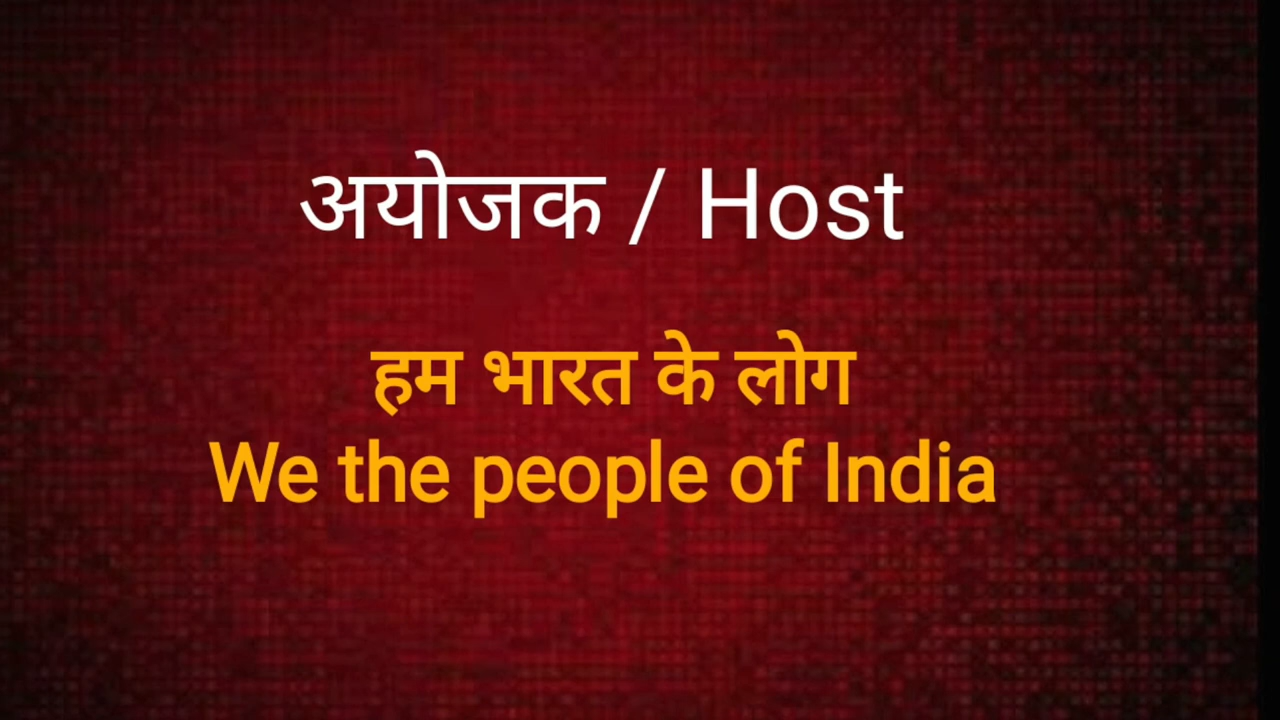 अयोजक / Host
हम भारत के लोग
We the people of India